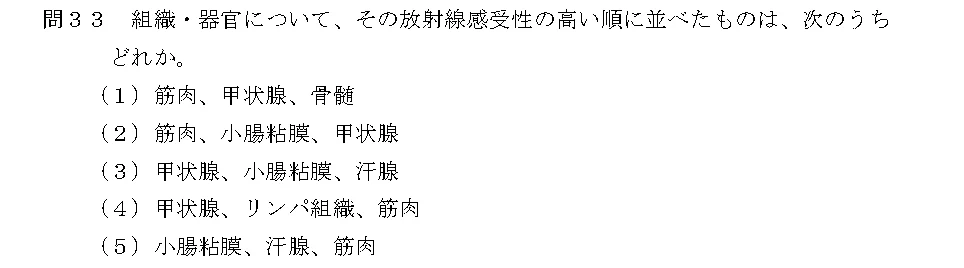 問３３　組織・器官について、その放射線感受性の高い順に並べたものは、次のうち
どれか。
（１）筋肉、甲状腺、骨髄
（２）筋肉、小腸粘膜、甲状腺
（３）甲状腺、小腸粘膜、汗腺
（４）甲状腺、リンパ組織、筋肉
（５）小腸粘膜、汗腺、筋肉